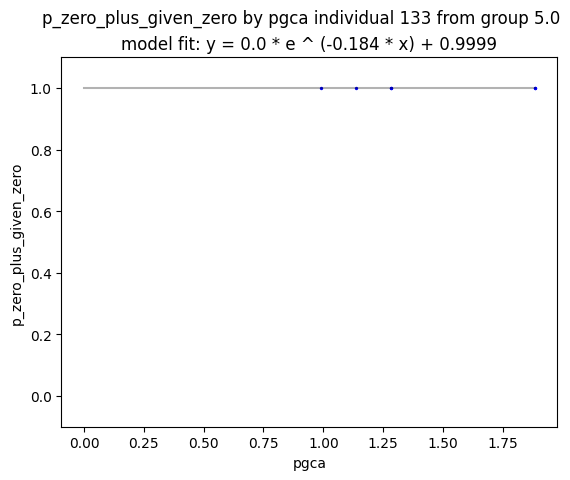 p_zero_plus_given_zero by pgca individual 133 from group 5.0
model fit: y = 0.0 * e ^ (-0.184 * x) + 0.9999
p_zero_plus_given_zero
1.0
0.8
0.6
0.4
0.2
0.0
0.00 0.25 0.50 0.75 1.00 1.25 1.50 1.75
pgca